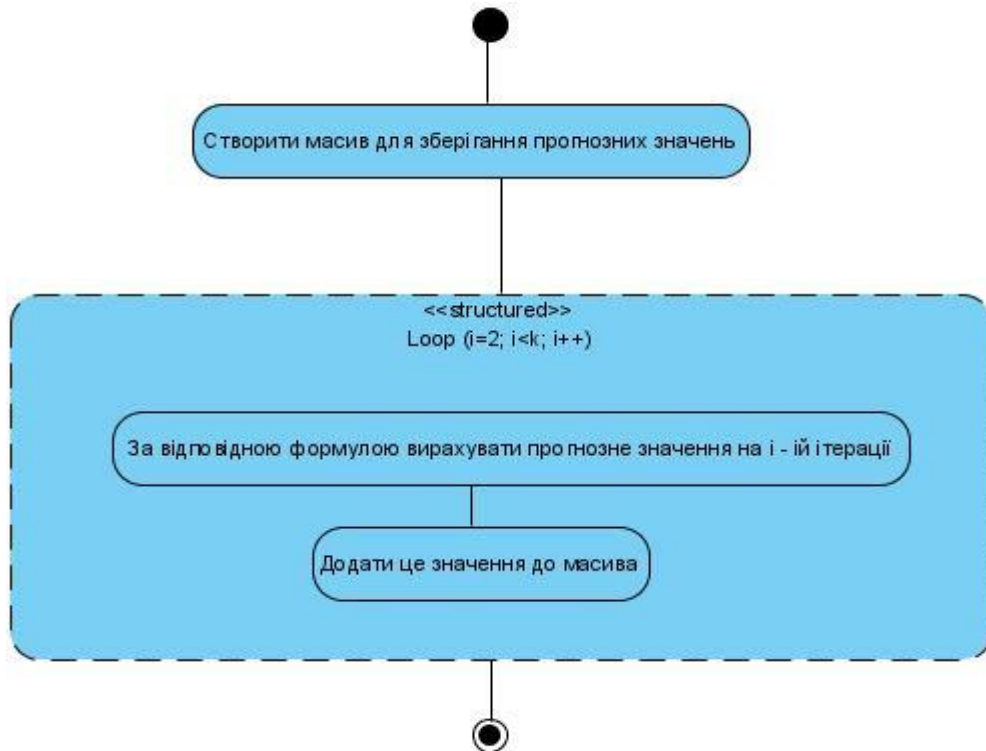 Створити масив для зберігання прогнозних значень
<<structured>>
Loop (i=2; i<k; i++)
За відповідною формулою вирахувати прогнозне значення на і - ій ітерації
Додати це значення до масива